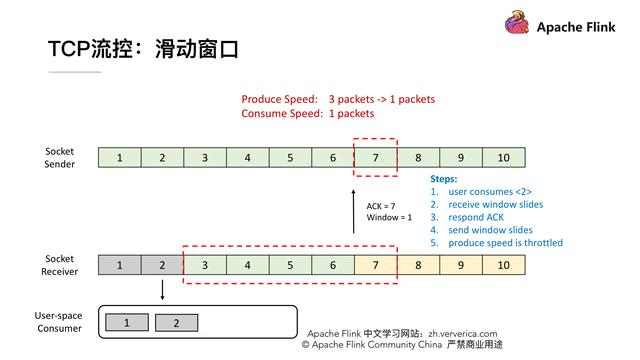 Apache Flink
TCP流控：滑动窗口
Produce Speed: 3 packets -> 1 packets
Consume Speed: 1 packets
Socket
Sender
1 2 3 4 5 6 7 8 9 10
ACK = 7
Window = 1
Steps:
1. user consumes <2>
2. receive window slides
3. respond ACK
4. send window slides
5. produce speed is throttled
Socket
Receiver
1 2 3 4 5 6 7 8 9 10
User-space
Consumer
1 2
Apache Flink 中文学习网站：zh.ververica.com
© Apache Flink Community China 严禁商业用途